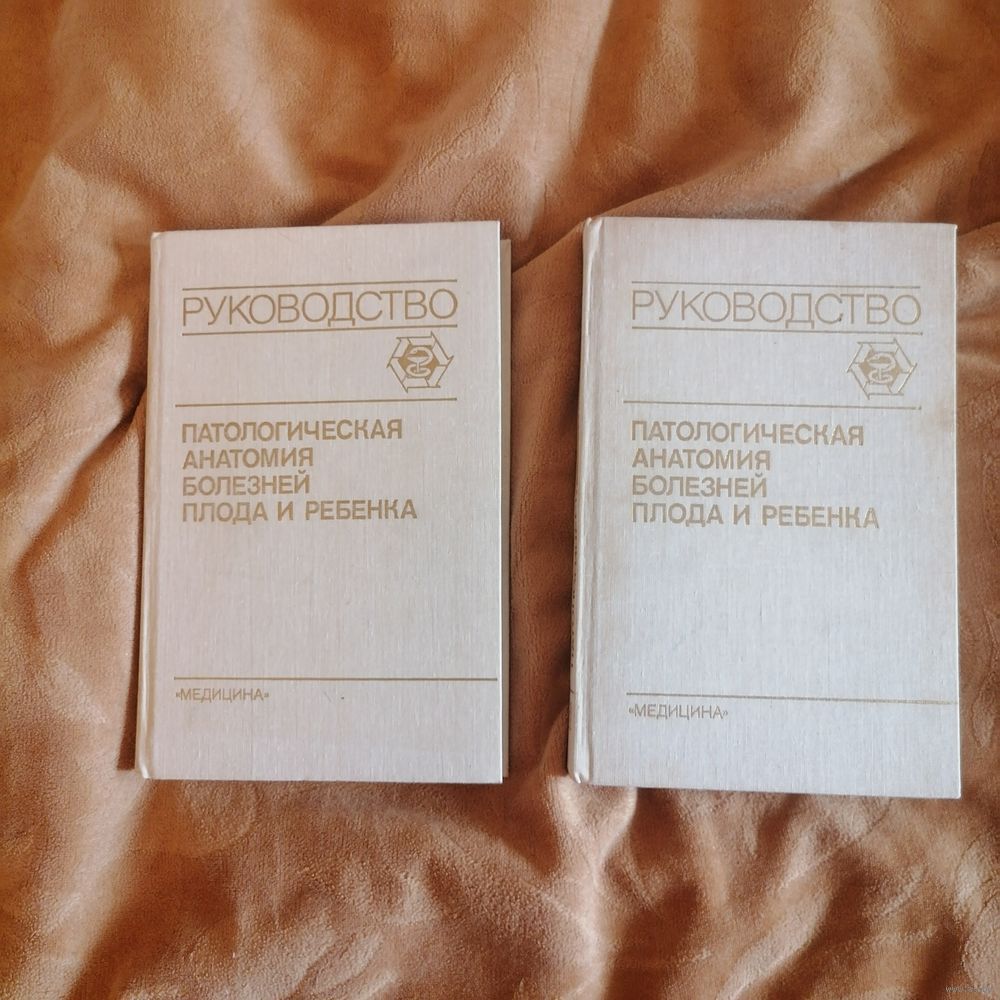 РУКОВОДСТВО
ПАТОЛОГИЧЕСКАЯ
АНАТОМИЯ
БОЛЕЗНЕЙ
ПЛОДА И РЕБЕНКА
«МЕДИЦИНА»
РУКОВОДСТВО
ПАТОЛОГИЧЕСКАЯ
АНАТОМИЯ
БОЛЕЗНЕЙ
ПЛОДА И РЕБЕНКА
«МЕДИЦИНА»